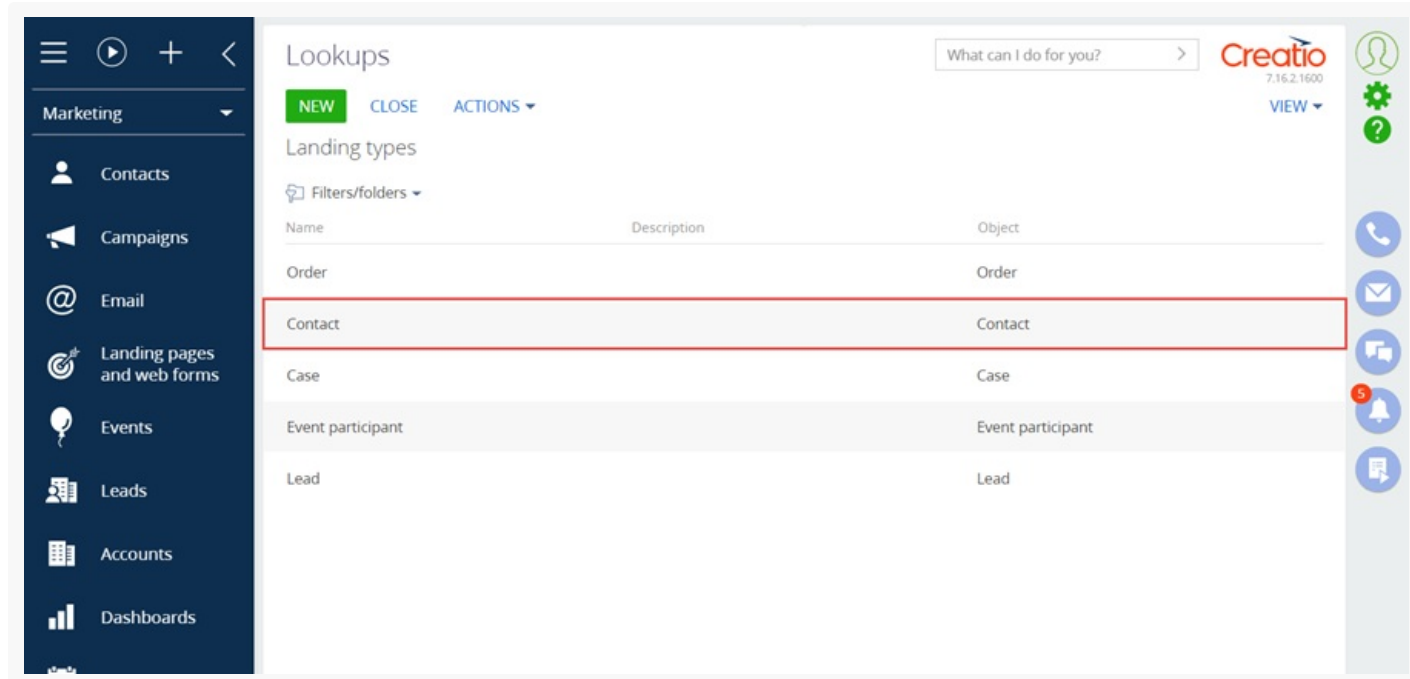 Marketing
Contacts
Campaigns
Email
Landing pages
and web forms
Events
Leads
Accounts
Dashboards
Lookups
What can I do for you?
Creatio
7.16.2.1600
NEW CLOSE ACTIONS VIEW
Landing types
Filters/folders
Name Description Object
Order Order
Contact Contact
Case Case
Event participant Event participant
Lead Lead
?
5